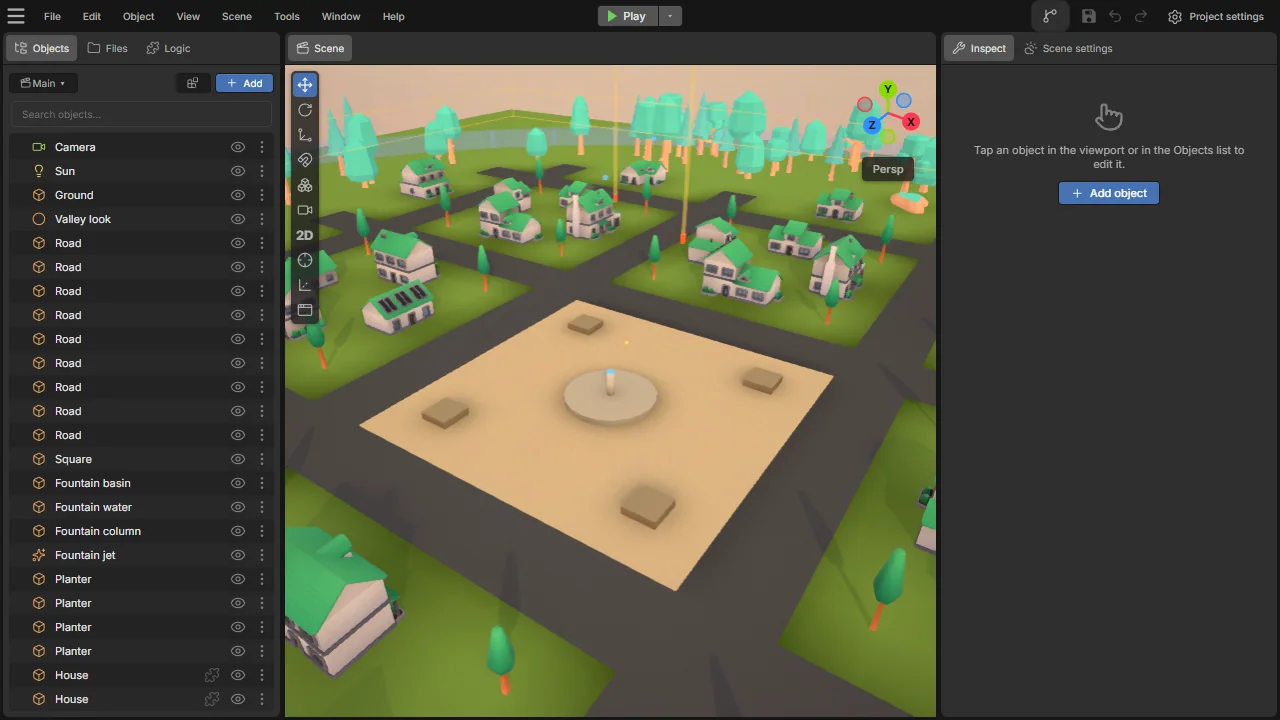 File Edit Object View Scene Tools Window Help
Play
Project settings
Objects Files Logic
Scene
Inspect Scene settings
Main
Add
Search objects...
Camera
Sun
Ground
Valley look
Road
Road
Road
Road
Road
Road
Road
Road
Road
Square
Fountain basin
Fountain water
Fountain column
Fountain jet
Planter
Planter
Planter
Planter
House
House
2D
Y
Z
X
Persp
Tap an object in the viewport or in the Objects list to
edit it.
Add object